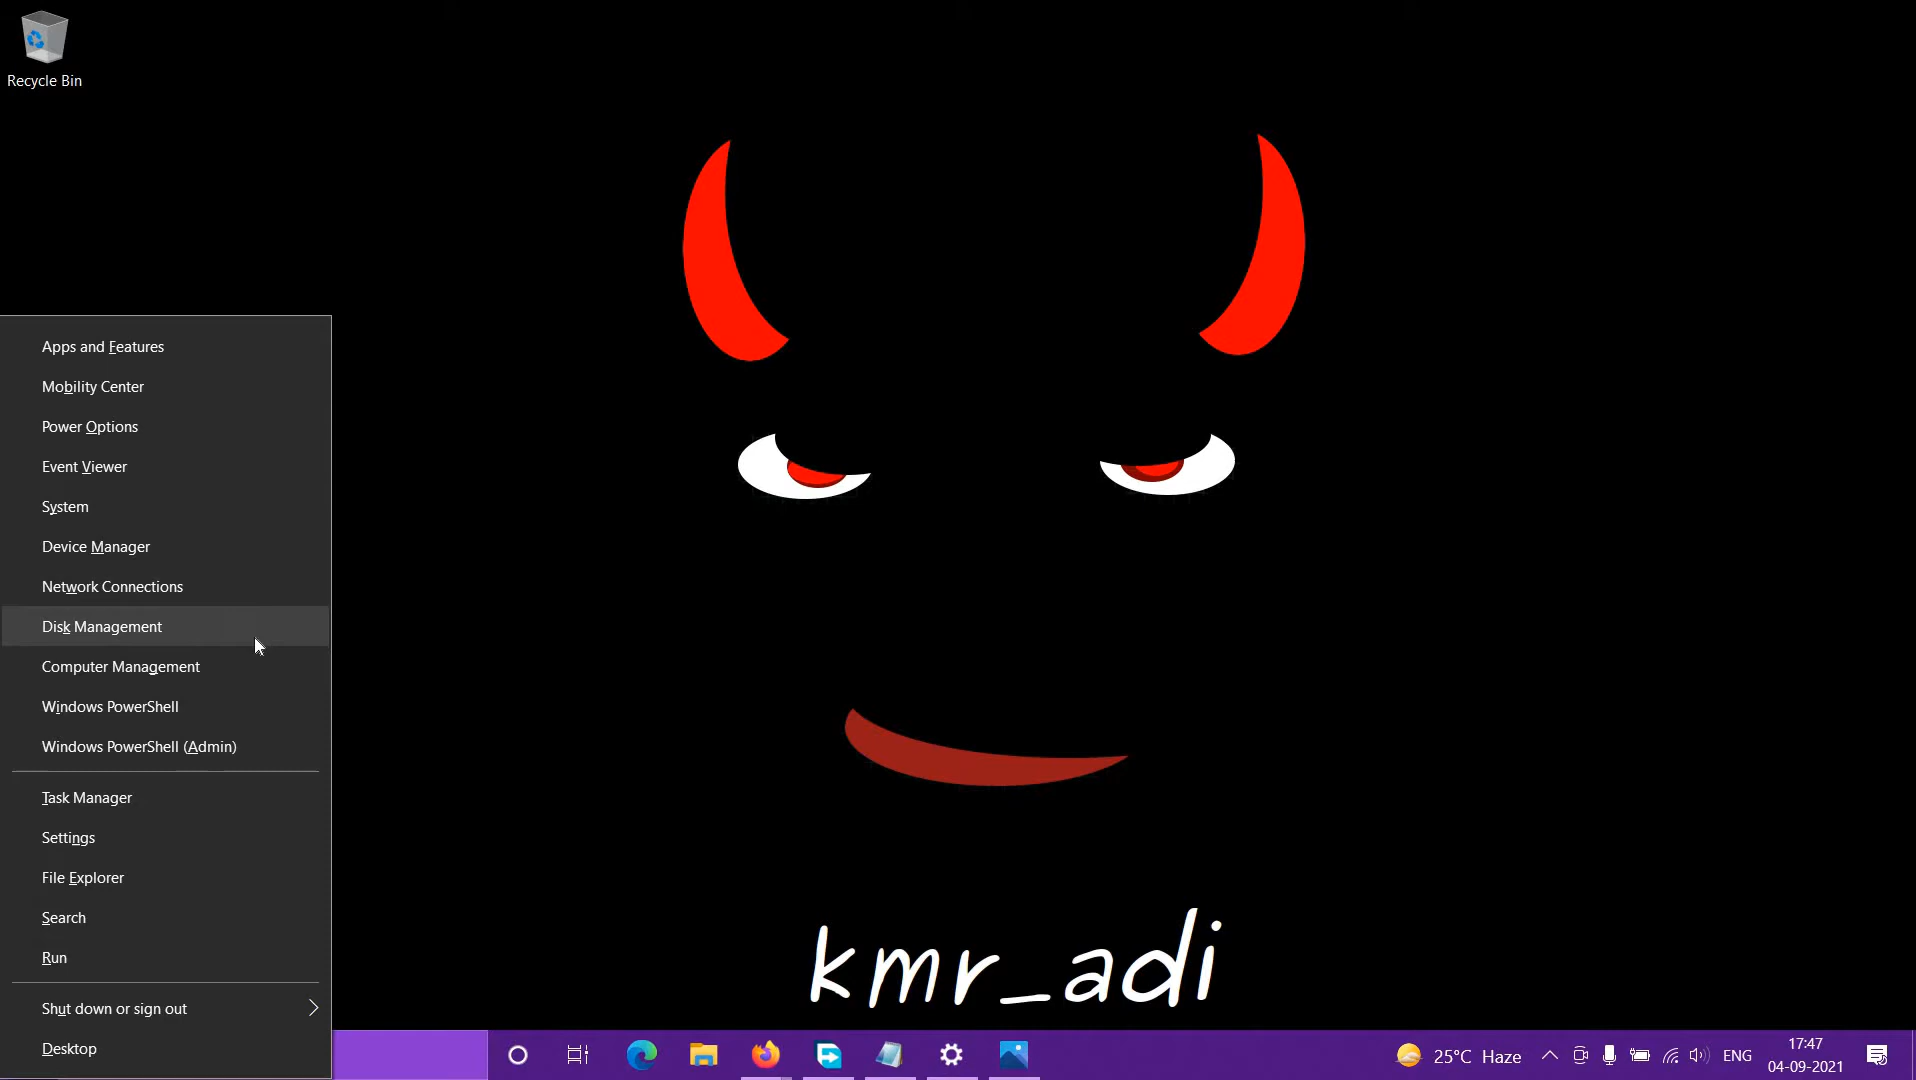 Recycle Bin
Apps and Features
Mobility Center
Power Options
Event Viewer
System
Device Manager
Network Connections
Disk Management
Computer Management
Windows PowerShell
Windows PowerShell (Admin)
Task Manager
Settings
File Explorer
Search
Run
Shut down or sign out
Desktop
kmr_adi
25°C Haze
ENG
17:47
04-09-2021